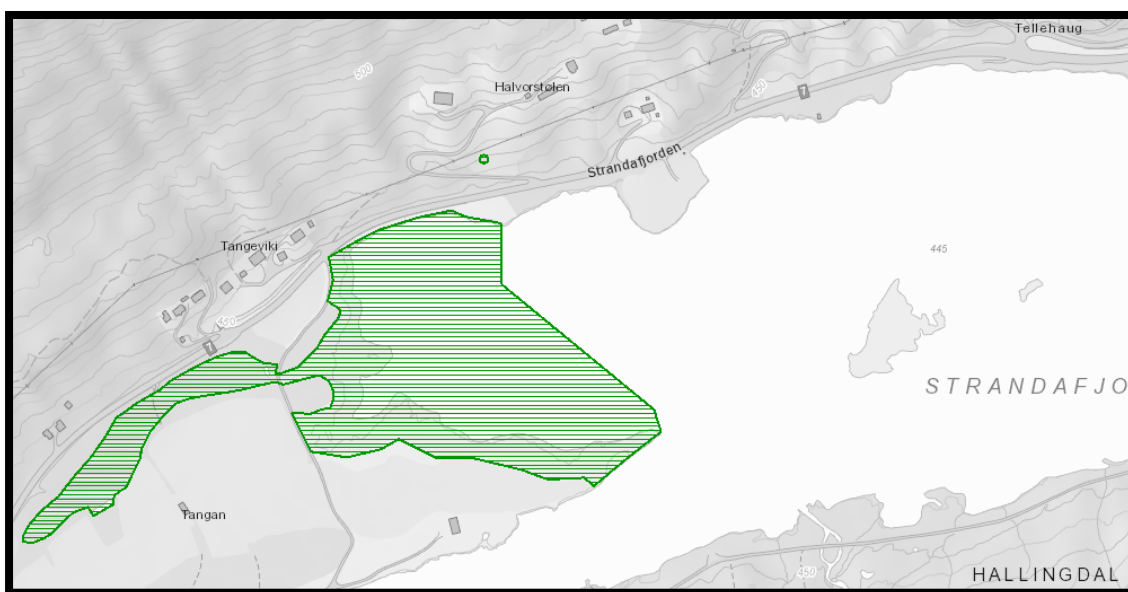 Tellehaug
500
Halvorstølen
450
7
Strandafjorden
Tangeviki
445
450
7
STRANDAFJO
Tangan
450
HALLINGDAL